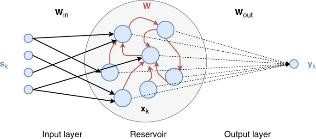 W
W_in
W_out
s_k
x_k
y_k
Input layer
Reservoir
Output layer